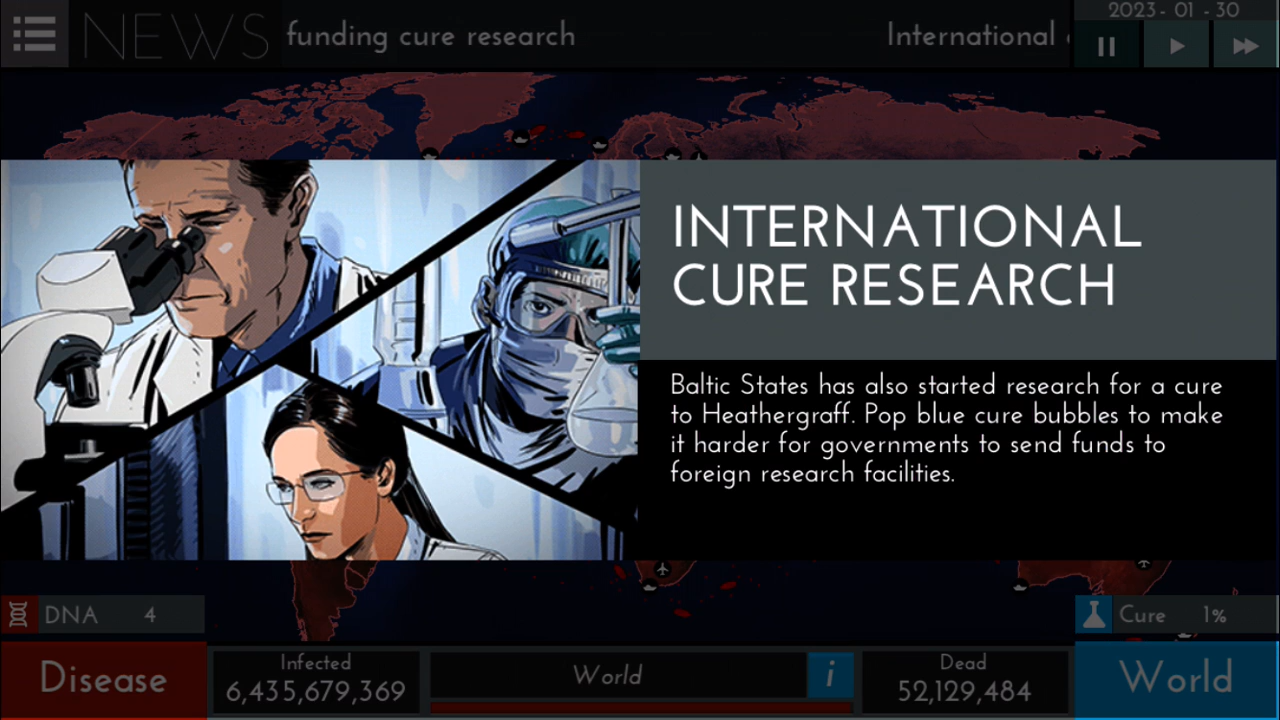 NEWS
funding cure research
International
2023 - 01 - 30
INTERNATIONAL
CURE RESEARCH
Baltic States has also started research for a cure
to Heathergraff. Pop blue cure bubbles to make
it harder for governments to send funds to
foreign research facilities.
DNA 4
Cure 1%
Disease
Infected
6,435,679,369
World
i
Dead
52,129,484
World